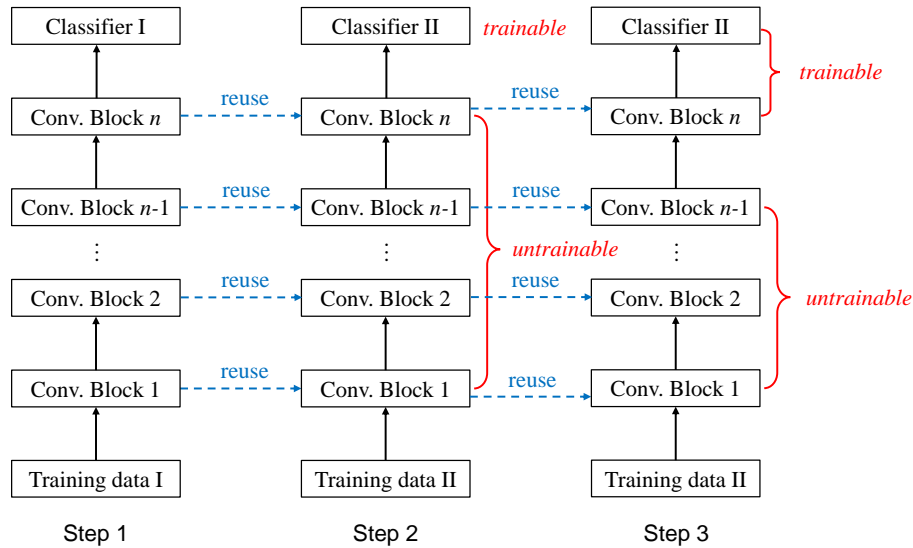 Classifier I
Classifier II
trainable
Classifier II
trainable
reuse
reuse
Conv. Block n
Conv. Block n
Conv. Block n
reuse
reuse
Conv. Block n-1
Conv. Block n-1
Conv. Block n-1
⋮
⋮
untrainable
⋮
reuse
reuse
Conv. Block 2
Conv. Block 2
Conv. Block 2
untrainable
reuse
reuse
Conv. Block 1
Conv. Block 1
Conv. Block 1
Training data I
Training data II
Training data II
Step 1
Step 2
Step 3